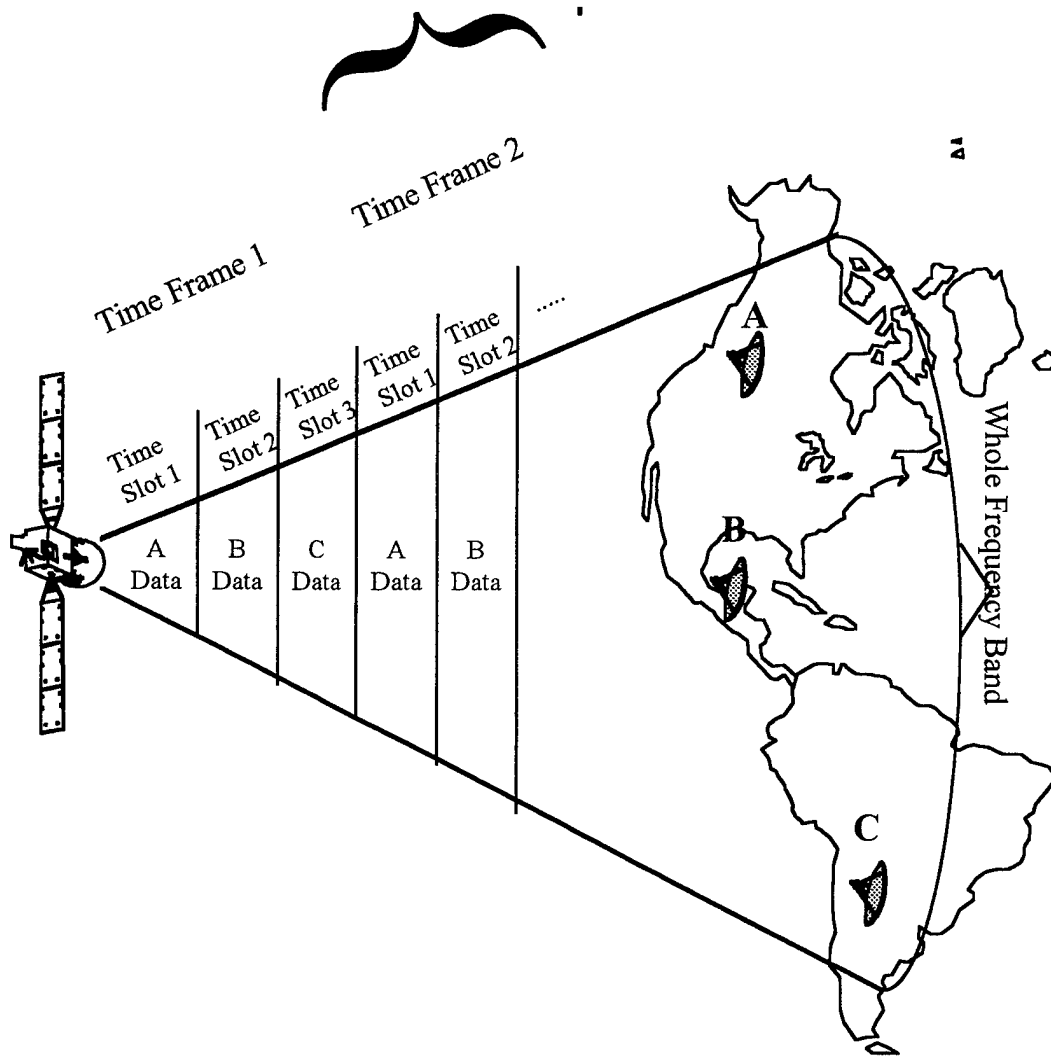 Time Frame 1
Time Frame 2
Time
Slot 1
Time
Slot 2
Time
Slot 3
Time
Slot 1
Time
Slot 2
.....
A
Data
B
Data
C
Data
A
Data
B
Data
A
B
C
Whole Frequency Band